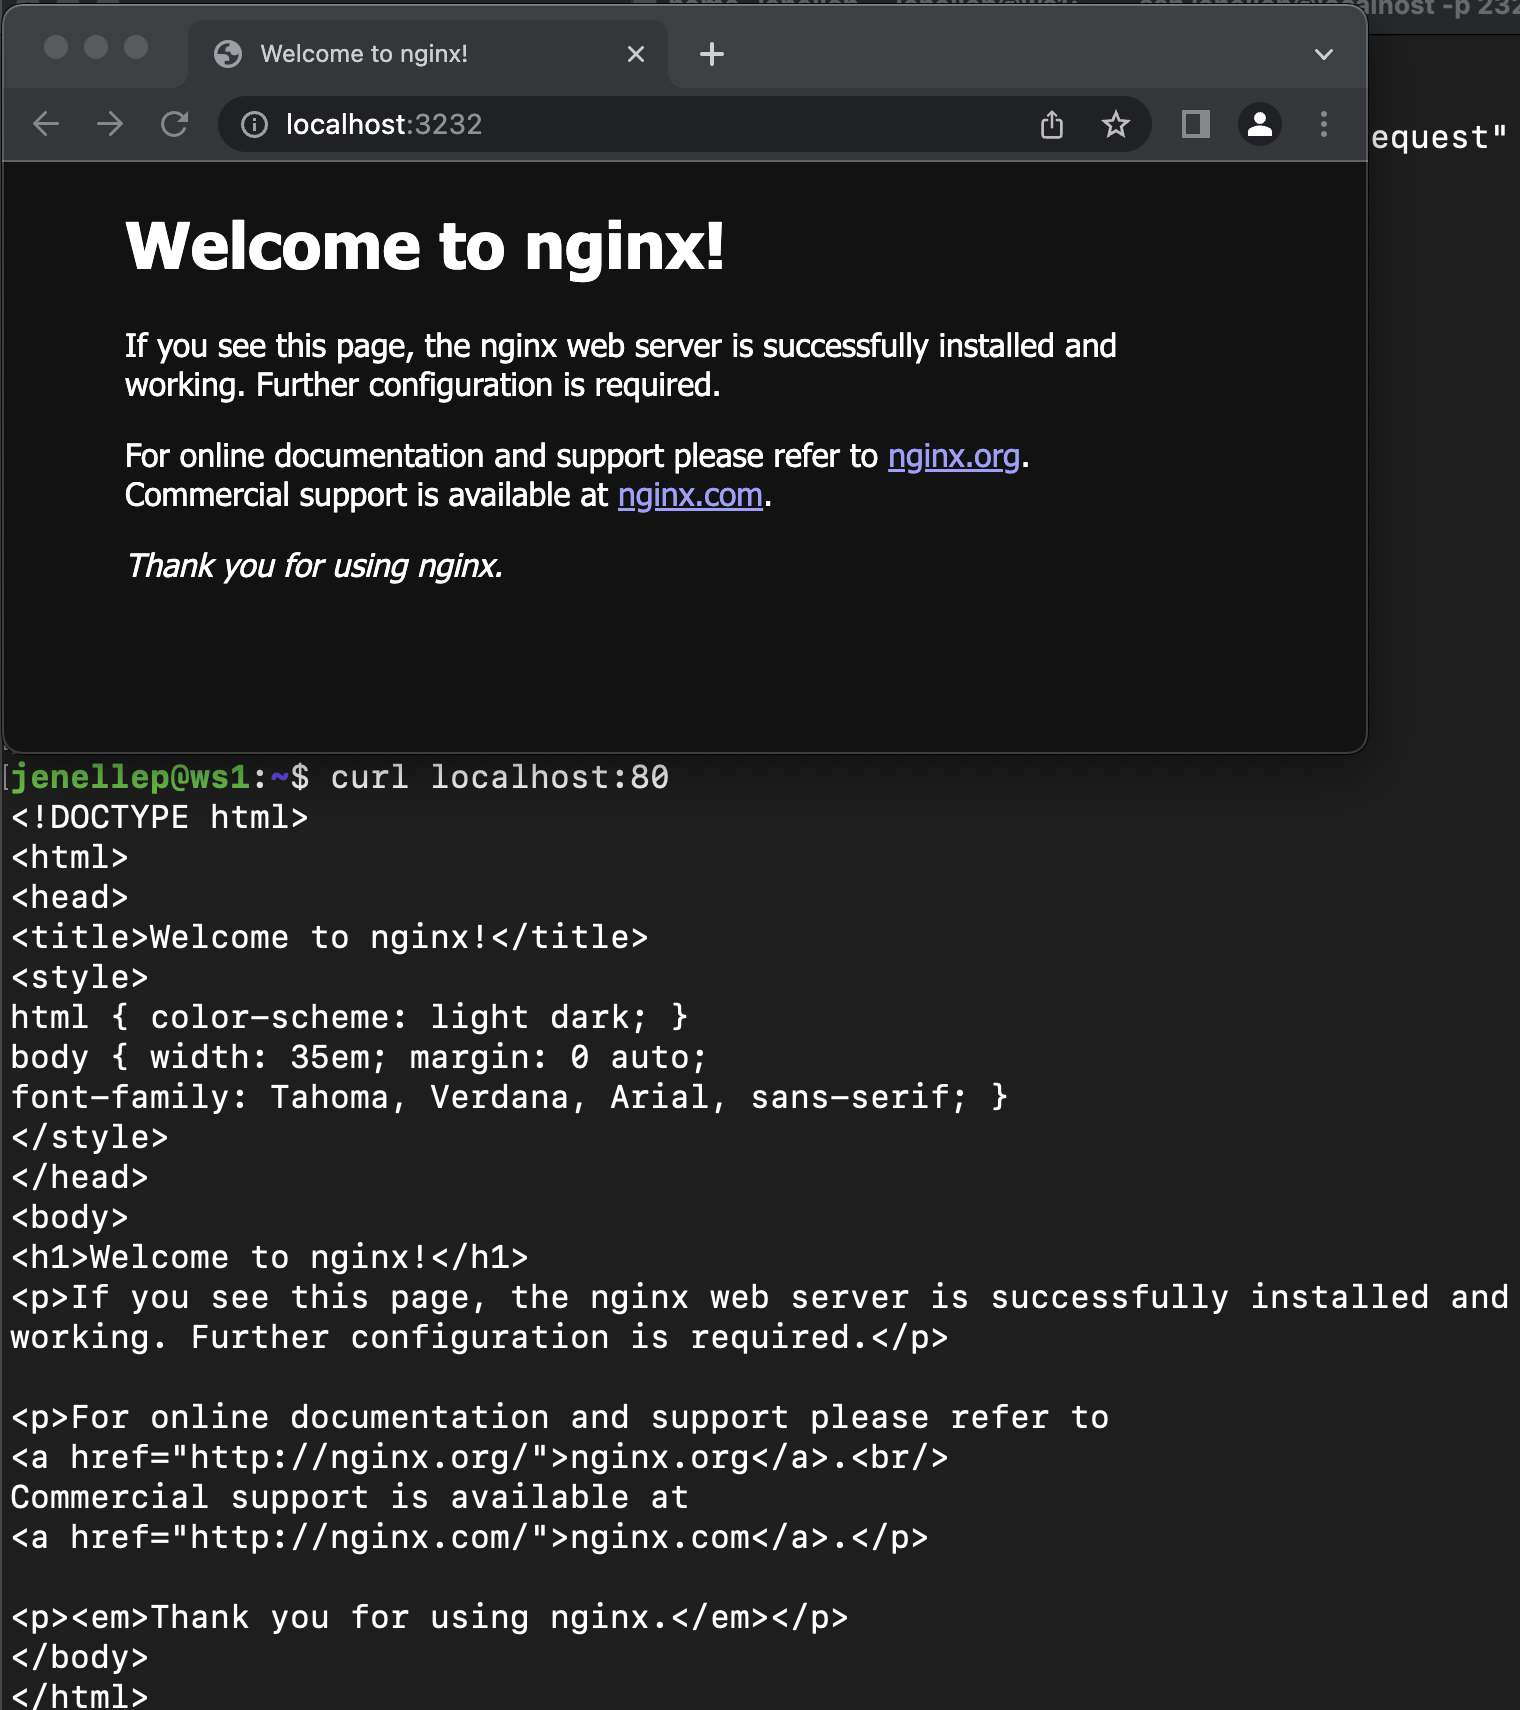 localhost -p 232
Welcome to nginx!
localhost:3232
equest"
Welcome to nginx!
If you see this page, the nginx web server is successfully installed and
working. Further configuration is required.
For online documentation and support please refer to nginx.org.
Commercial support is available at nginx.com.
Thank you for using nginx.
jenellep@ws1:~$ curl localhost:80
<!DOCTYPE html>
<html>
<head>
<title>Welcome to nginx!</title>
<style>
html { color-scheme: light dark; }
body { width: 35em; margin: 0 auto;
font-family: Tahoma, Verdana, Arial, sans-serif; }
</style>
</head>
<body>
<h1>Welcome to nginx!</h1>
<p>If you see this page, the nginx web server is successfully installed and
working. Further configuration is required.</p>
<p>For online documentation and support please refer to
<a href="http://nginx.org/">nginx.org</a>.<br/>
Commercial support is available at
<a href="http://nginx.com/">nginx.com</a>.</p>
<p><em>Thank you for using nginx.</em></p>
</body>
</html>